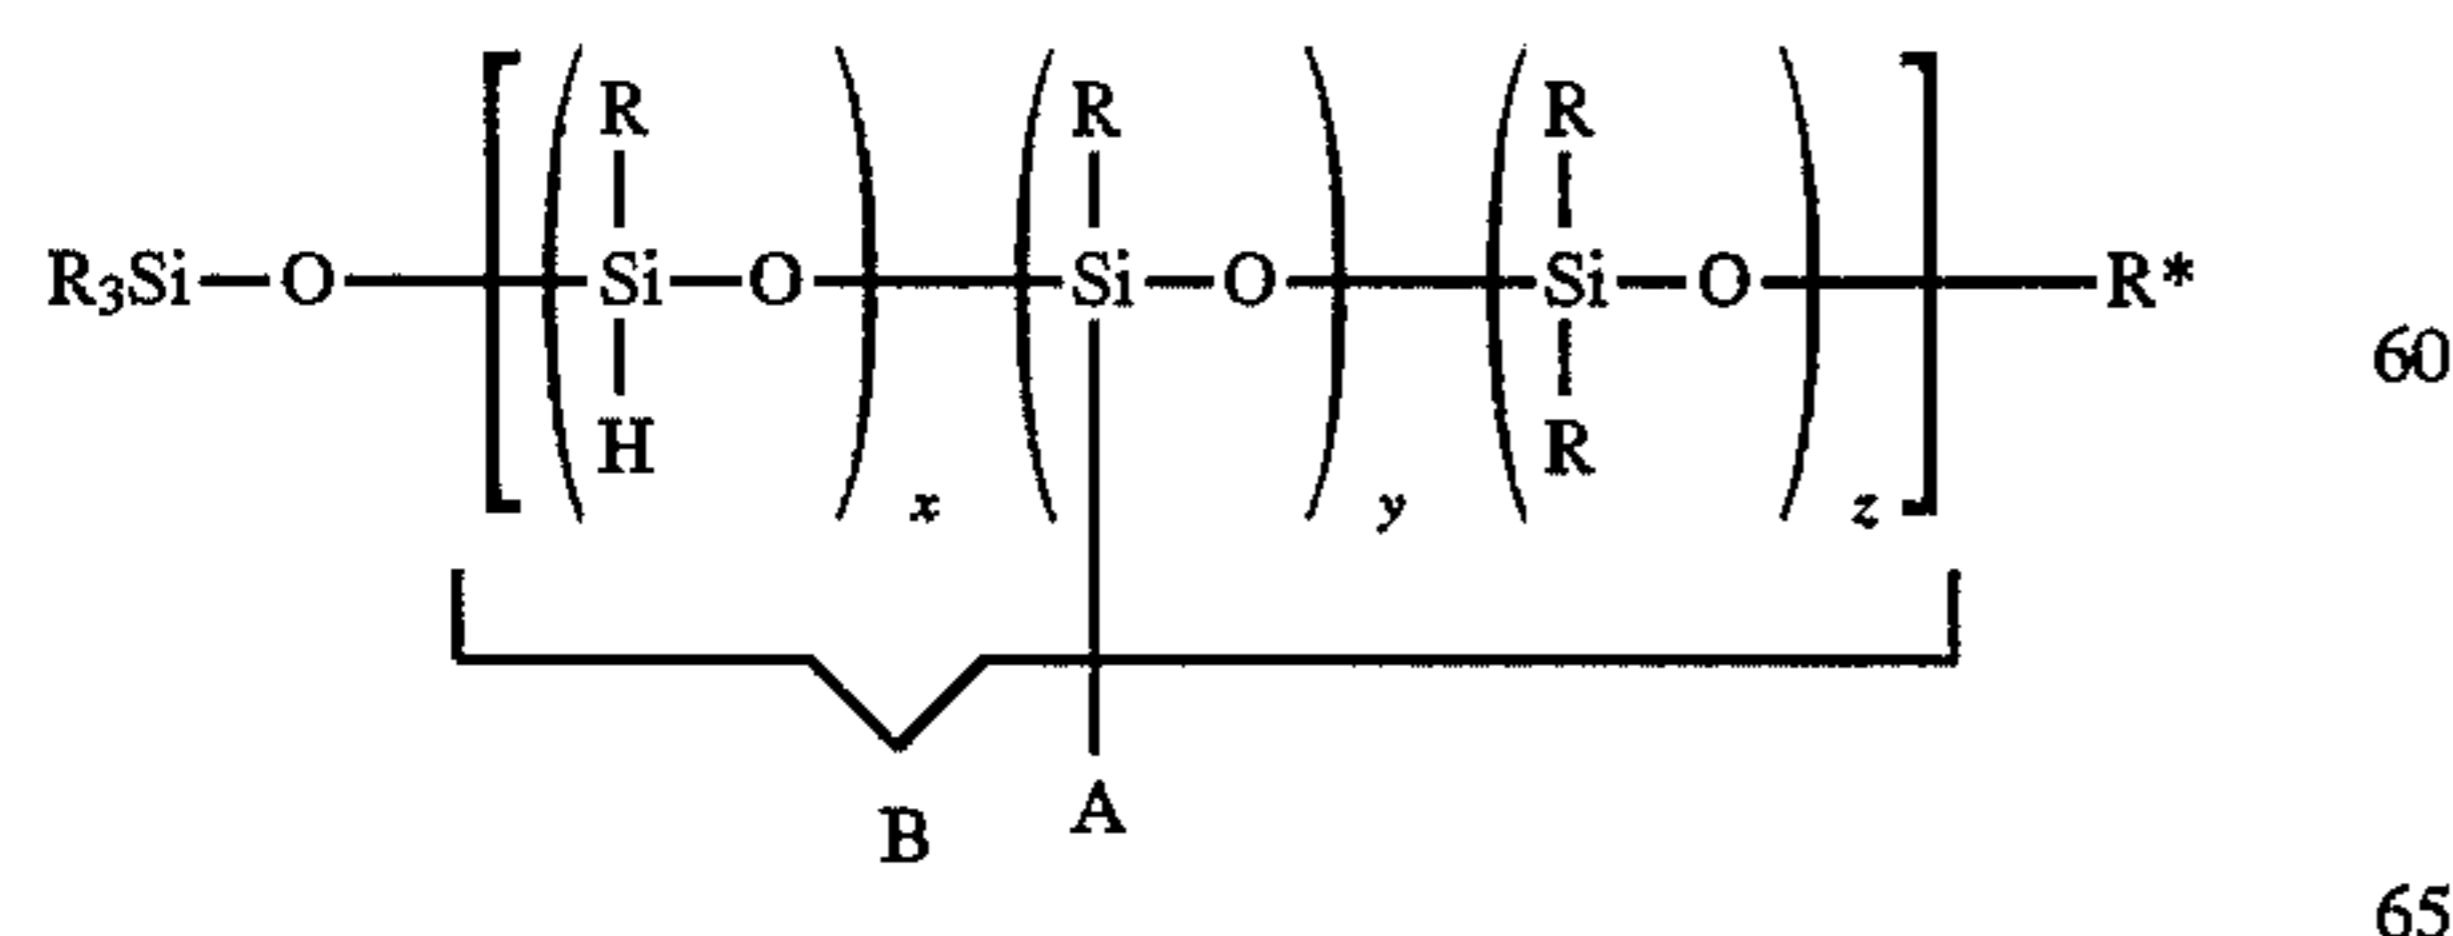 R R R
R₃Si—O—Si—O—Si—O—Si—O—R*
60
H R
x y z
B A
65